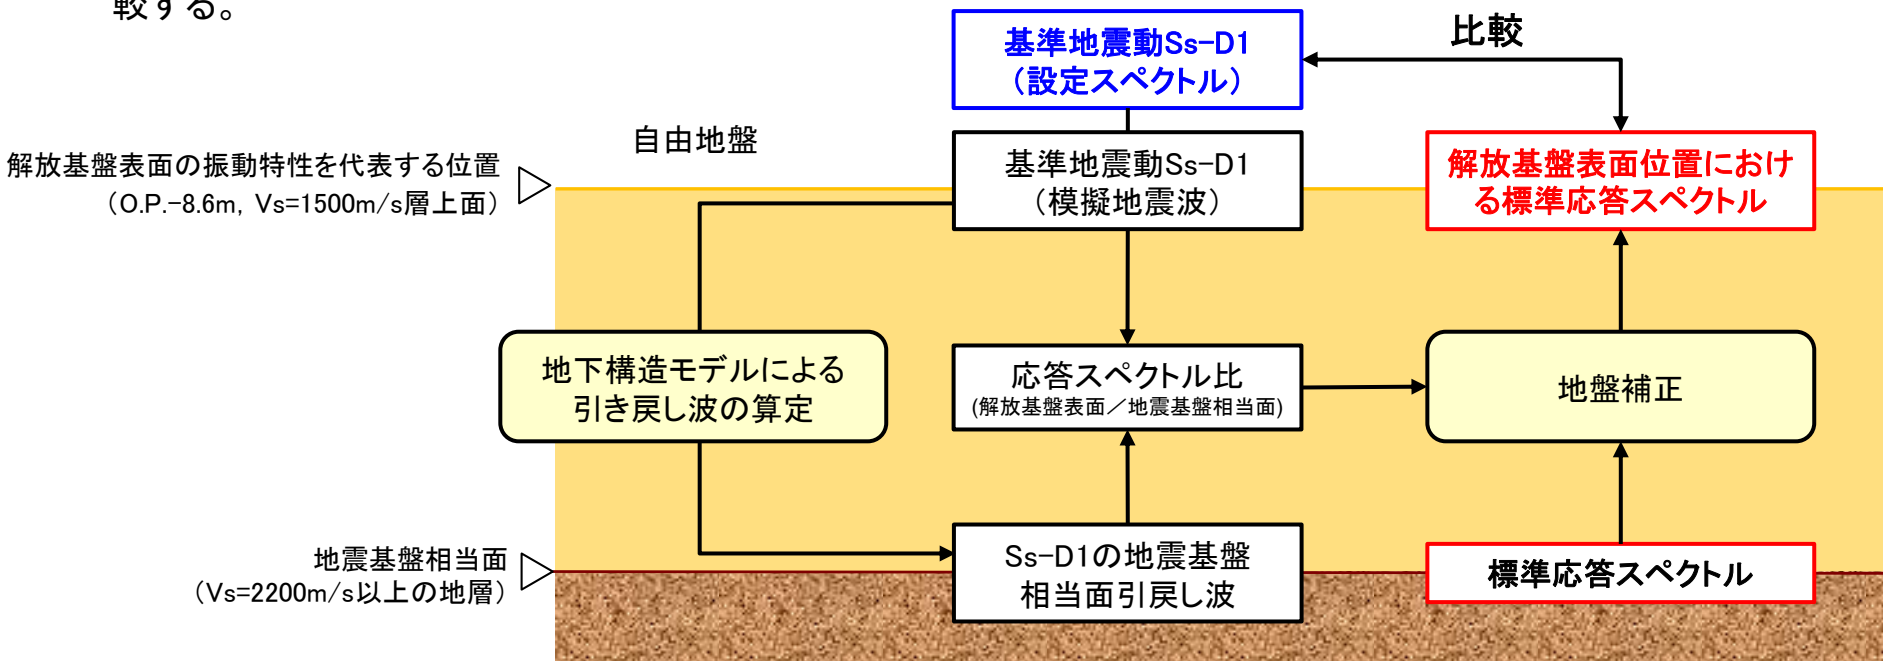 較する。
基準地震動Ss-D1
（設定スペクトル）
比較
自由地盤
解放基盤表面の振動特性を代表する位置
（O.P.-8.6m, Vs=1500m/s層上面）
基準地震動Ss-D1
（模擬地震波）
解放基盤表面位置におけ
る標準応答スペクトル
地下構造モデルによる
引き戻し波の算定
応答スペクトル比
(解放基盤表面／地震基盤相当面)
地盤補正
地震基盤相当面
（Vs=2200m/s以上の地層）
Ss-D1の地震基盤
相当面引戻し波
標準応答スペクトル